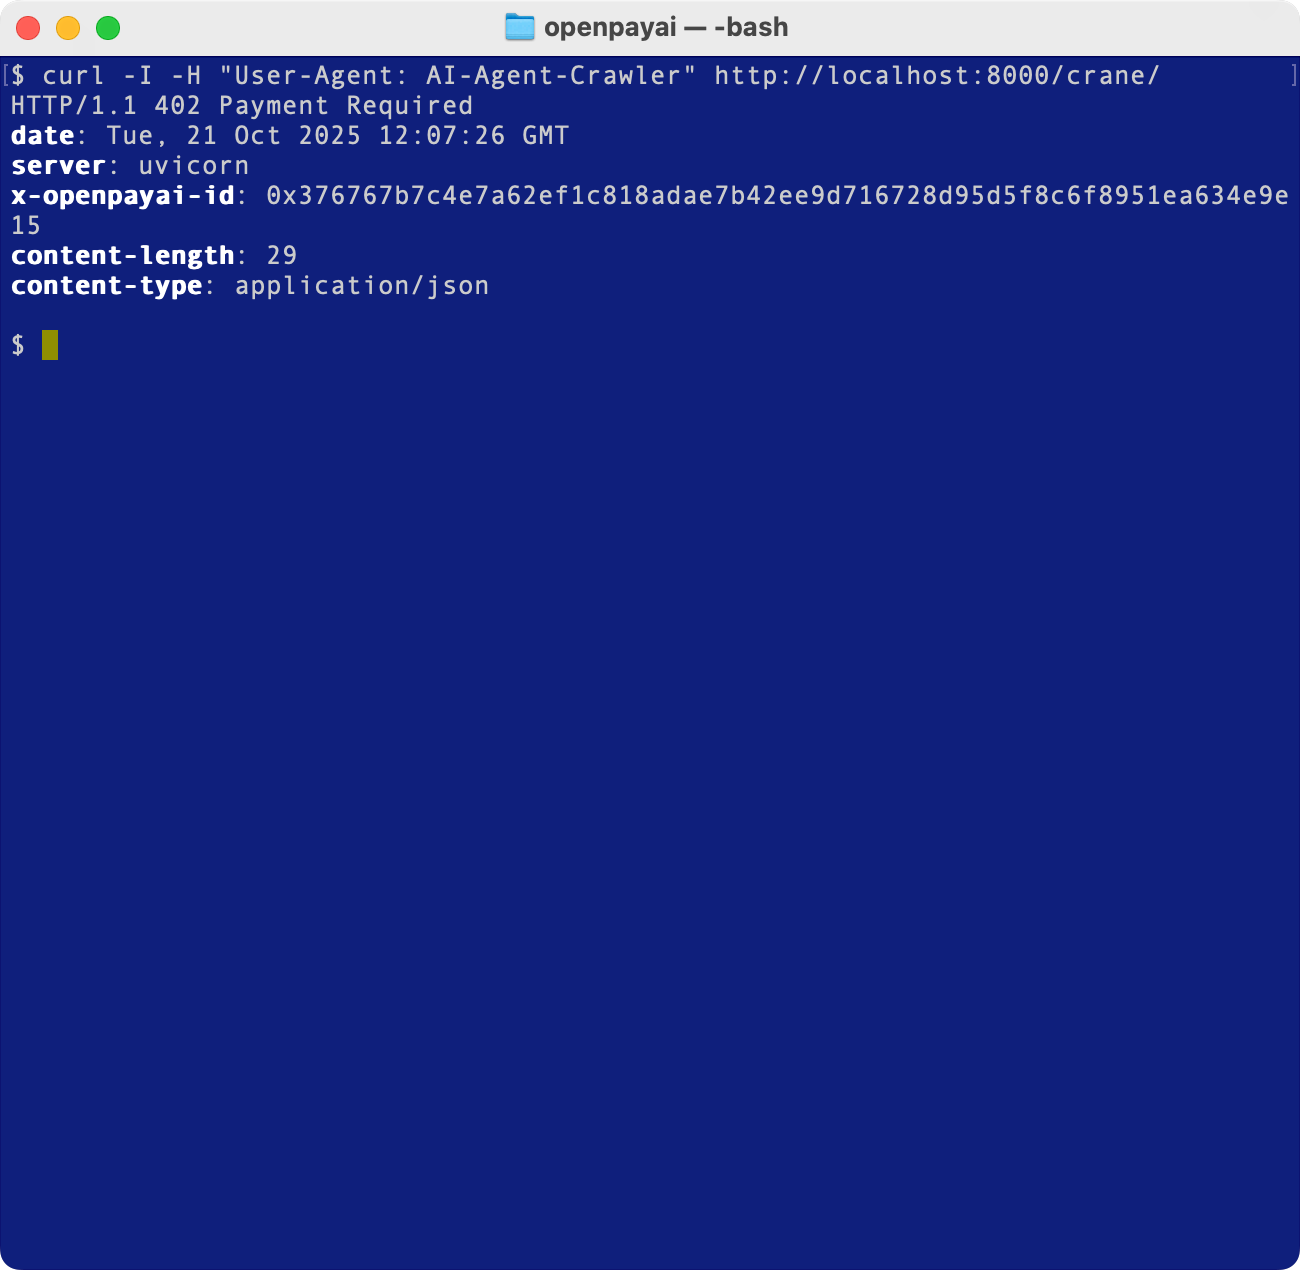 openpayai — -bash
[$ curl -I -H "User-Agent: AI-Agent-Crawler" http://localhost:8000/crane/ ]
HTTP/1.1 402 Payment Required
date: Tue, 21 Oct 2025 12:07:26 GMT
server: uvicorn
x-openpayai-id: 0x376767b7c4e7a62ef1c818adae7b42ee9d716728d95d5f8c6f8951ea634e9e
15
content-length: 29
content-type: application/json
$